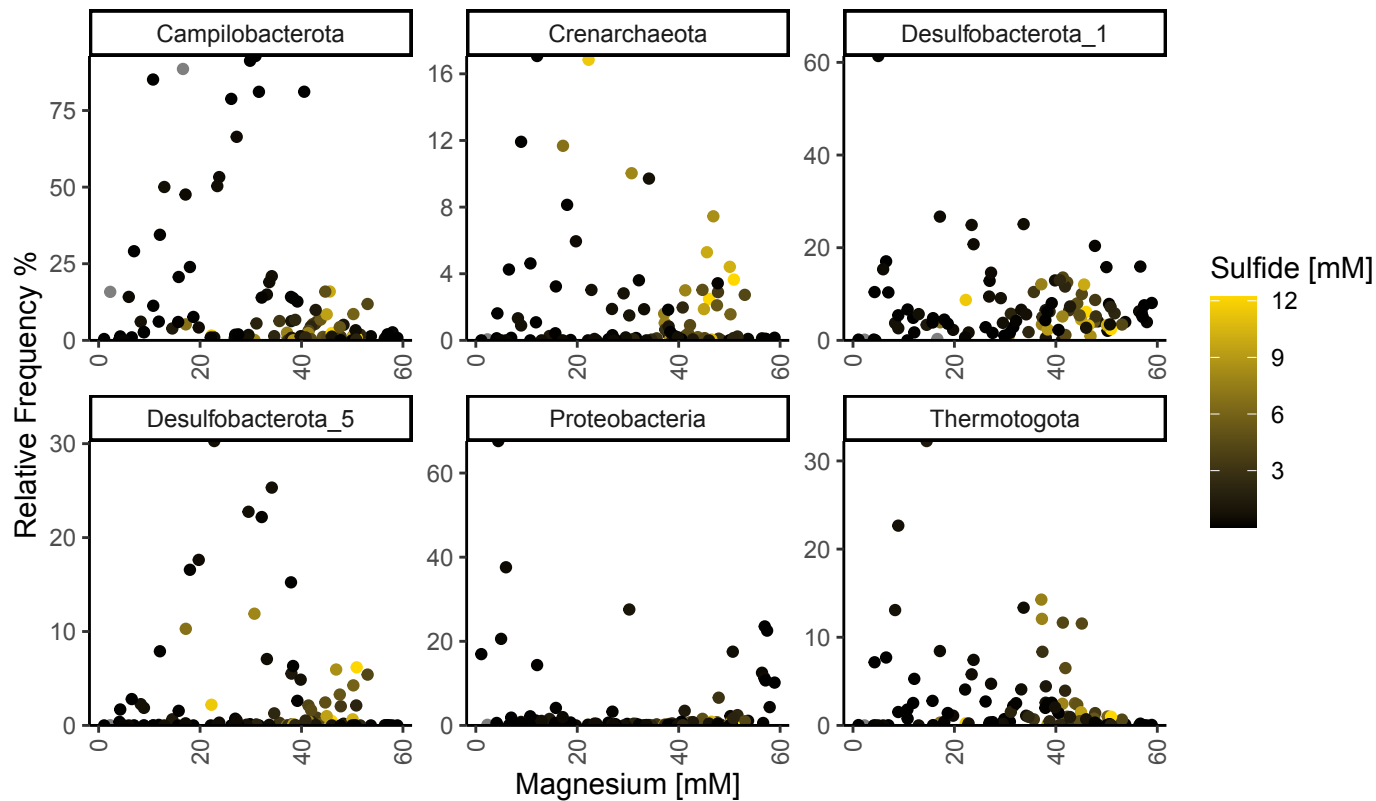 Campilobacterota Crenarchaeota Desulfobacterota_1
75
50
25
0
0 20 40 60
16
12
8
4
0
0 20 40 60
60
40
20
0
0 20 40 60
Desulfobacterota_5 Proteobacteria Thermotogota
30
20
10
0
0 20 40 60
60
40
20
0
0 20 40 60
30
20
10
0
0 20 40 60
Relative Frequency %
Magnesium [mM]
Sulfide [mM]
12
9
6
3